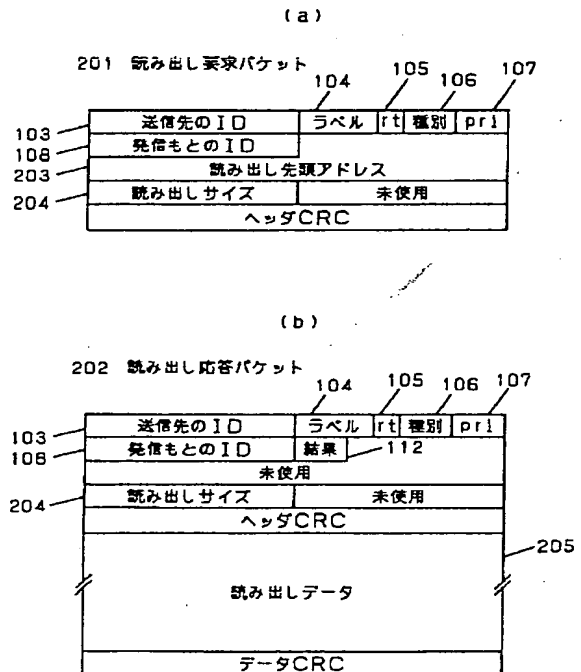 (a)
201 読み出し要求パケット
104 105 106 107
103 送信先のID ラベル rt 種別 pri
108 発信もとのID
203 読み出し先頭アドレス
204 読み出しサイズ 未使用
ヘッダCRC
(b)
202 読み出し応答パケット
104 105 106 107
103 送信先のID ラベル rt 種別 pri
108 発信もとのID 結果 112
未使用
204 読み出しサイズ 未使用
ヘッダCRC
205
読み出しデータ
データCRC